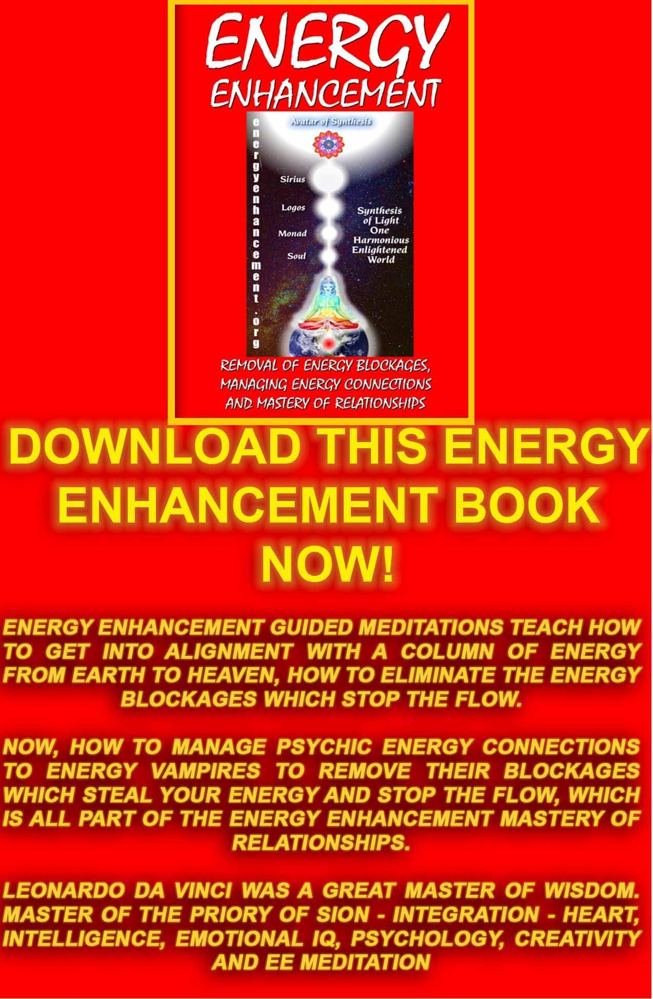 ENERGY
ENHANCEMENT
energyenhancement.org
Avatar of Synthesis
Sirius
Logos
Monad
Soul
Synthesis
of Light
One
Harmonious
Enlightened
World
REMOVAL OF ENERGY BLOCKAGES,
MANAGING ENERGY CONNECTIONS
AND MASTERY OF RELATIONSHIPS
DOWNLOAD THIS ENERGY
ENHANCEMENT BOOK
NOW!
ENERGY ENHANCEMENT GUIDED MEDITATIONS TEACH HOW
TO GET INTO ALIGNMENT WITH A COLUMN OF ENERGY
FROM EARTH TO HEAVEN, HOW TO ELIMINATE THE ENERGY
BLOCKAGES WHICH STOP THE FLOW.
NOW, HOW TO MANAGE PSYCHIC ENERGY CONNECTIONS
TO ENERGY VAMPIRES TO REMOVE THEIR BLOCKAGES
WHICH STEAL YOUR ENERGY AND STOP THE FLOW, WHICH
IS ALL PART OF THE ENERGY ENHANCEMENT MASTERY OF
RELATIONSHIPS.
LEONARDO DA VINCI WAS A GREAT MASTER OF WISDOM.
MASTER OF THE PRIORY OF SION - INTEGRATION - HEART,
INTELLIGENCE, EMOTIONAL IQ, PSYCHOLOGY, CREATIVITY
AND EE MEDITATION